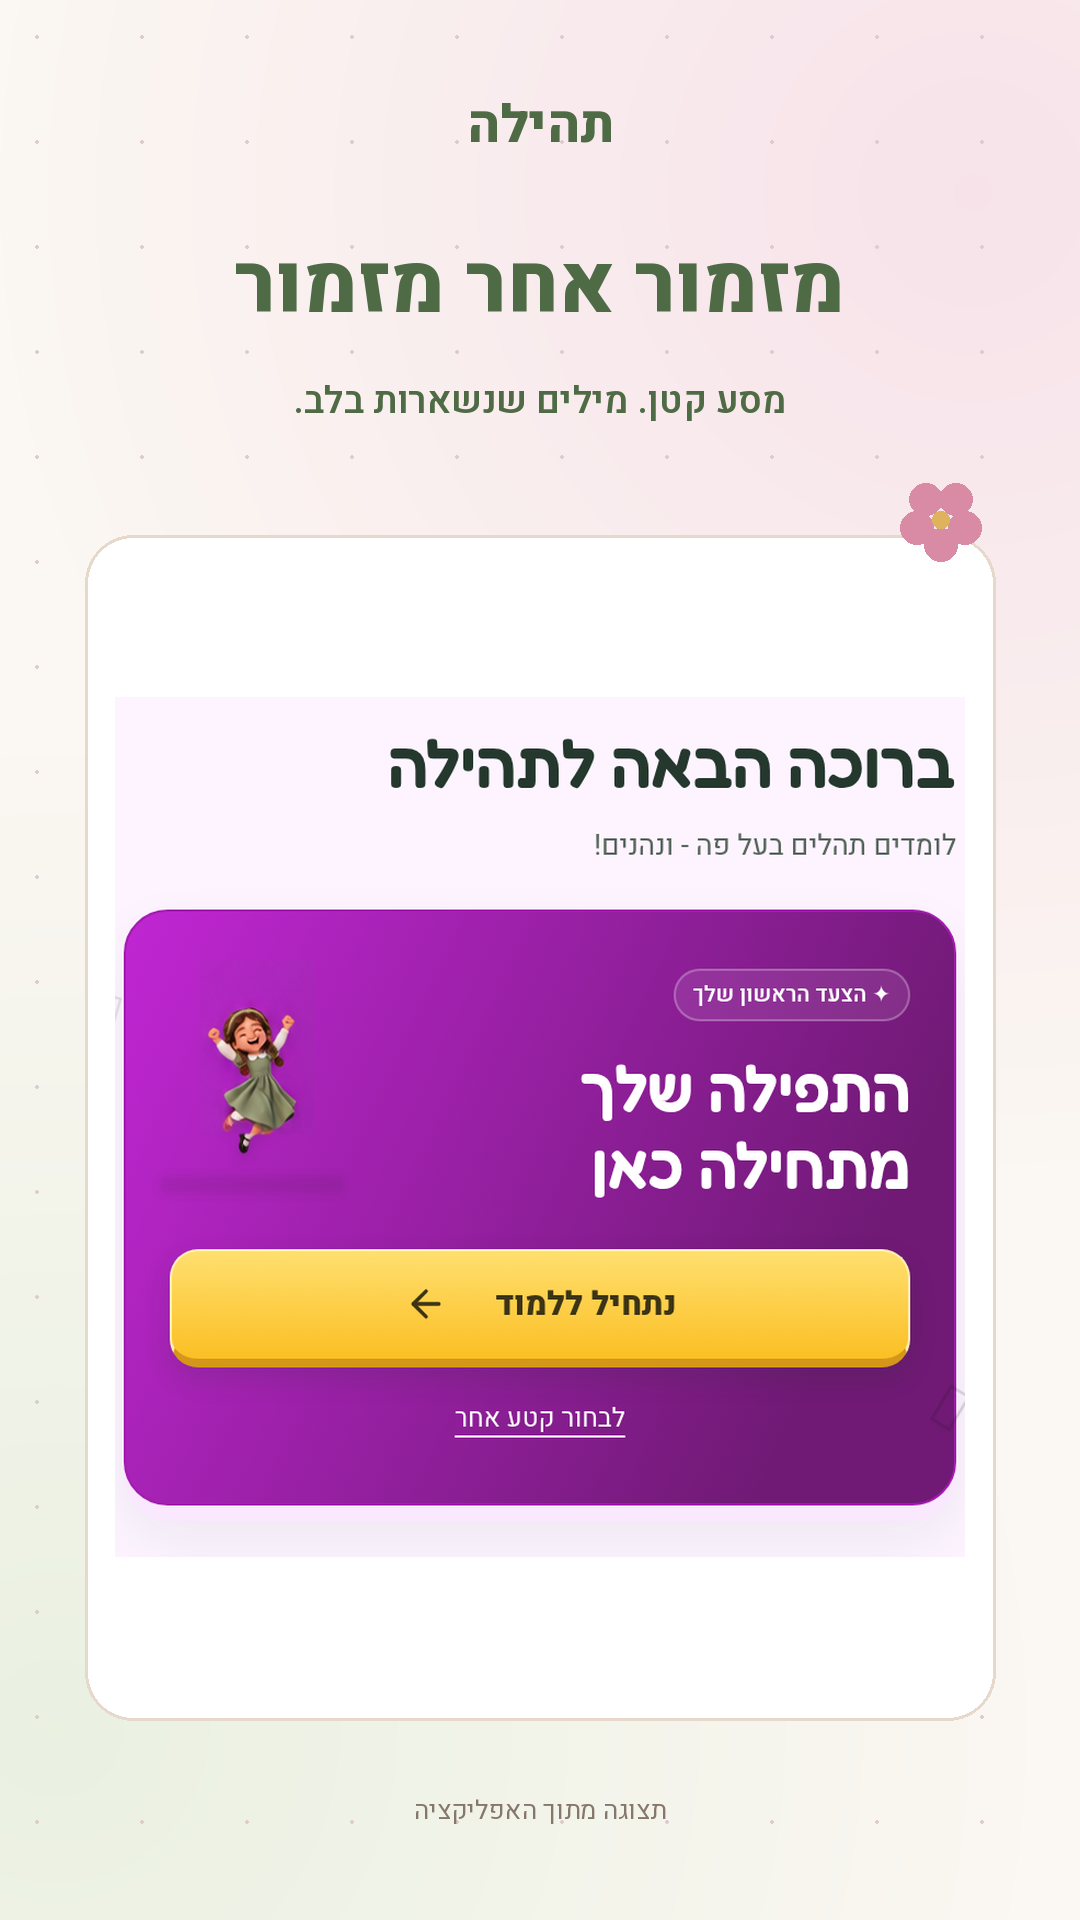 תהילה
מזמור אחר מזמור
מסע קטן. מילים שנשארות בלב.
ברוכה הבאה לתהילה
לומדים תהלים בעל פה - ונהנים!
✦ הצעד הראשון שלך
התפילה שלך
מתחילה כאן
נתחיל ללמוד ←
לבחור קטע אחר
תצוגה מתוך האפליקציה